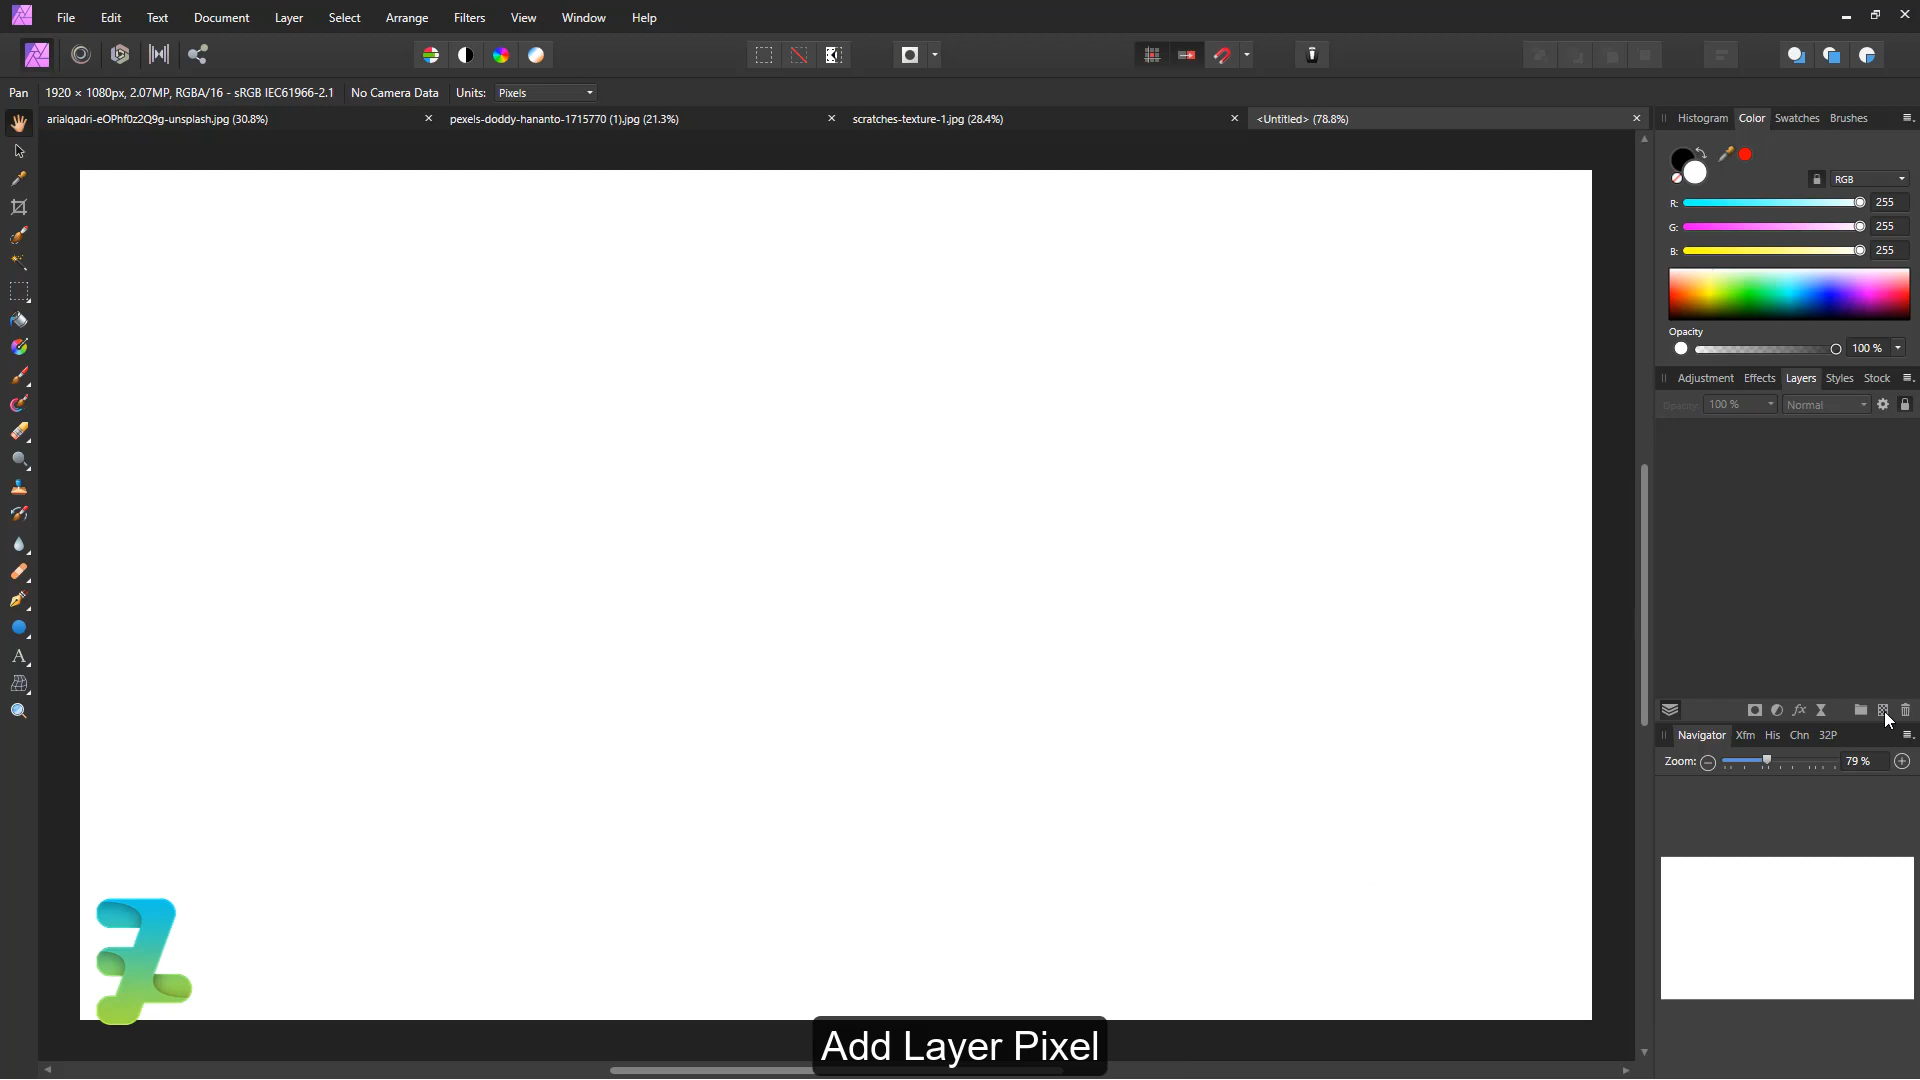 File Edit Text Document Layer Select Arrange Filters View Window Help
Pan 1920 × 1080px, 2.07MP, RGBA/16 - sRGB IEC61966-2.1 No Camera Data Units: Pixels
arialqadri-eOPhf0z2Q9g-unsplash.jpg (30.8%) pexels-doddy-hananto-1715770 (1).jpg (21.3%) scratches-texture-1.jpg (28.4%) <Untitled> (78.8%)
Histogram Color Swatches Brushes
RGB
R: 255
G: 255
B: 255
Opacity
100 %
Adjustment Effects Layers Styles Stock
Opacity: 100 % Normal
fx
Navigator Xfm His Chn 32P
Zoom: 79 %
Add Layer Pixel